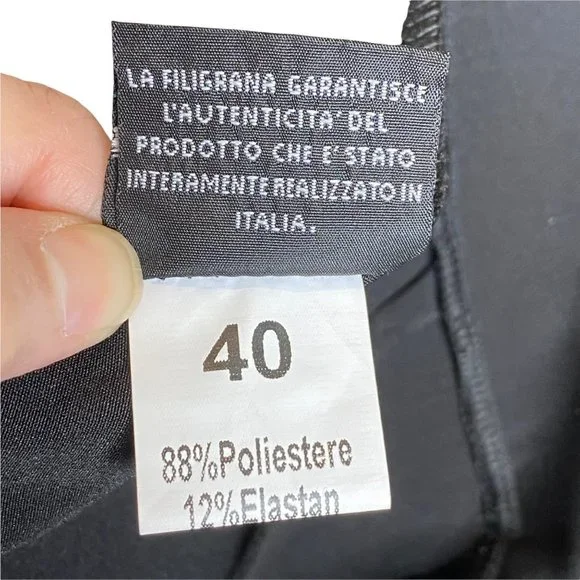 LA FILIGRANA GARANTISCE
L'AUTENTICITA' DEL
PRODOTTO CHE E' STATO
INTERAMENTE REALIZZATO IN
ITALIA.
40
88%Poliestere
12%Elastan